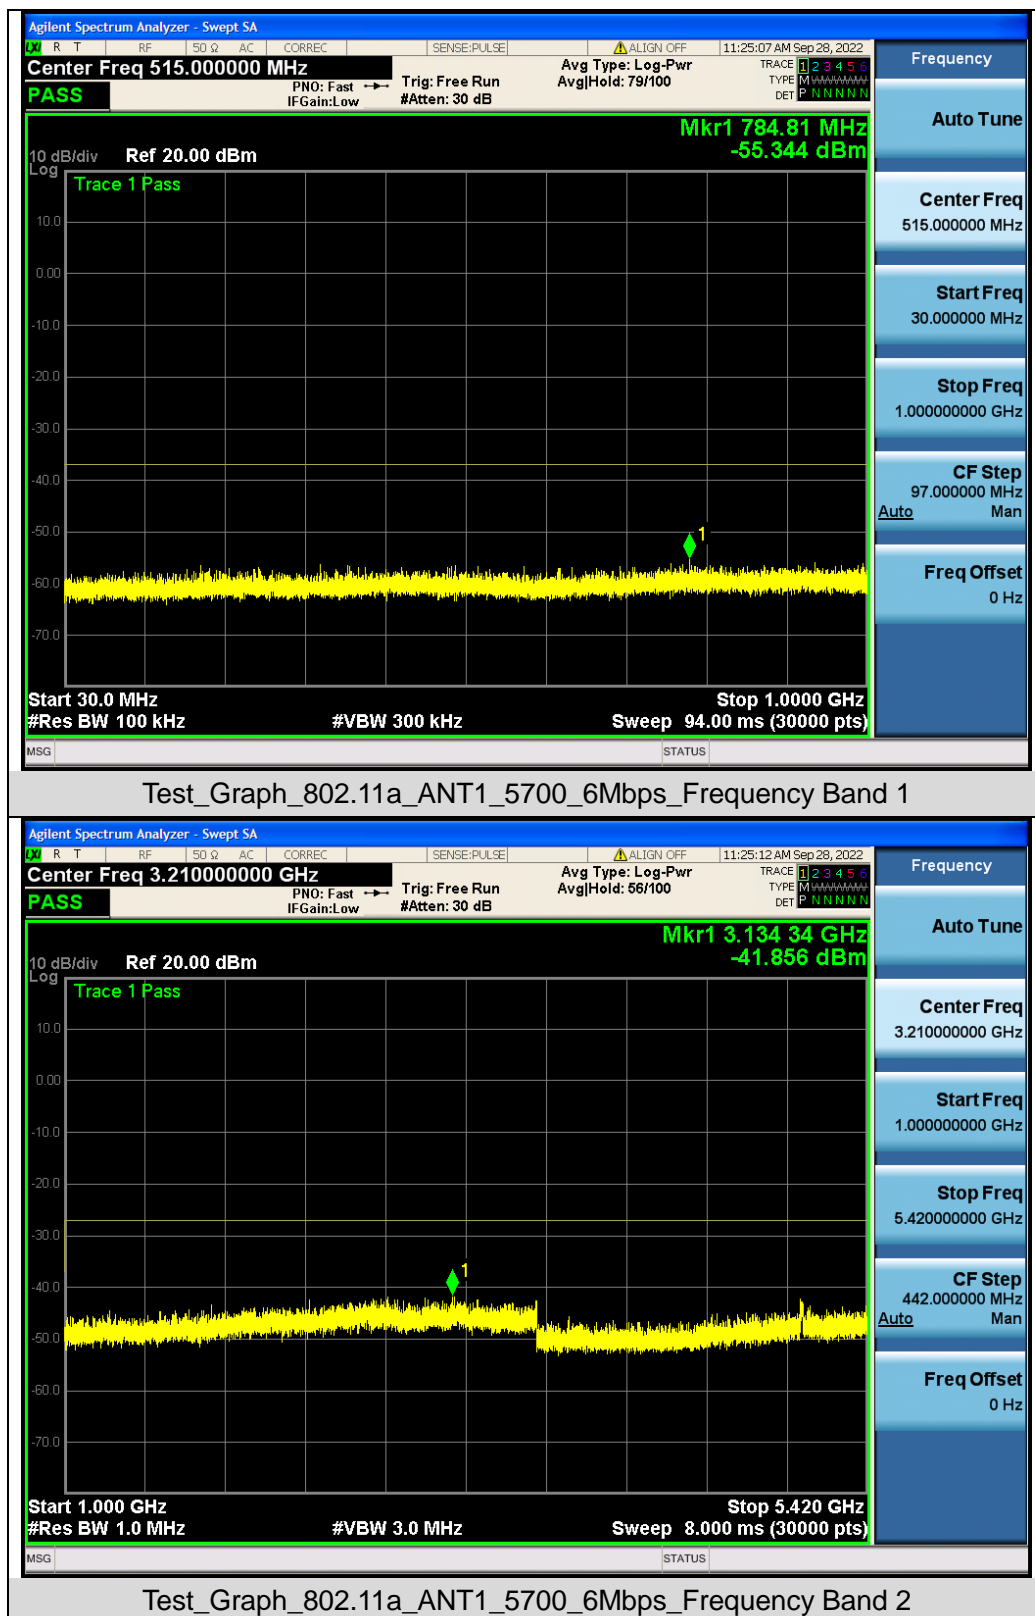 Agilent Spectrum Analyzer - Swept SA
LXI R T RF 50 Ω AC CORREC SENSE:PULSE ALIGN OFF 11:25:07 AM Sep 28, 2022
Center Freq 515.000000 MHz
PASS
PNO: Fast
IFGain:Low
Trig: Free Run
#Atten: 30 dB
Avg Type: Log-Pwr
Avg|Hold: 79/100
TRACE 1 2 3 4 5 6
TYPE M
DET P N N N N N
Mkr1 784.81 MHz
-55.344 dBm
10 dB/div Ref 20.00 dBm
Log
Trace 1 Pass
10.0
0.00
-10.0
-20.0
-30.0
-40.0
-50.0
-60.0
-70.0
1
Start 30.0 MHz Stop 1.0000 GHz
#Res BW 100 kHz #VBW 300 kHz Sweep 94.00 ms (30000 pts)
MSG STATUS
Frequency
Auto Tune
Center Freq
515.000000 MHz
Start Freq
30.000000 MHz
Stop Freq
1.000000000 GHz
CF Step
97.000000 MHz
Auto Man
Freq Offset
0 Hz
Test_Graph_802.11a_ANT1_5700_6Mbps_Frequency Band 1
Agilent Spectrum Analyzer - Swept SA
LXI R T RF 50 Ω AC CORREC SENSE:PULSE ALIGN OFF 11:25:12 AM Sep 28, 2022
Center Freq 3.210000000 GHz
PASS
PNO: Fast
IFGain:Low
Trig: Free Run
#Atten: 30 dB
Avg Type: Log-Pwr
Avg|Hold: 56/100
TRACE 1 2 3 4 5 6
TYPE M
DET P N N N N N
Mkr1 3.134 34 GHz
-41.856 dBm
10 dB/div Ref 20.00 dBm
Log
Trace 1 Pass
10.0
0.00
-10.0
-20.0
-30.0
-40.0
-50.0
-60.0
-70.0
1
Start 1.000 GHz Stop 5.420 GHz
#Res BW 1.0 MHz #VBW 3.0 MHz Sweep 8.000 ms (30000 pts)
MSG STATUS
Frequency
Auto Tune
Center Freq
3.210000000 GHz
Start Freq
1.000000000 GHz
Stop Freq
5.420000000 GHz
CF Step
442.000000 MHz
Auto Man
Freq Offset
0 Hz
Test_Graph_802.11a_ANT1_5700_6Mbps_Frequency Band 2